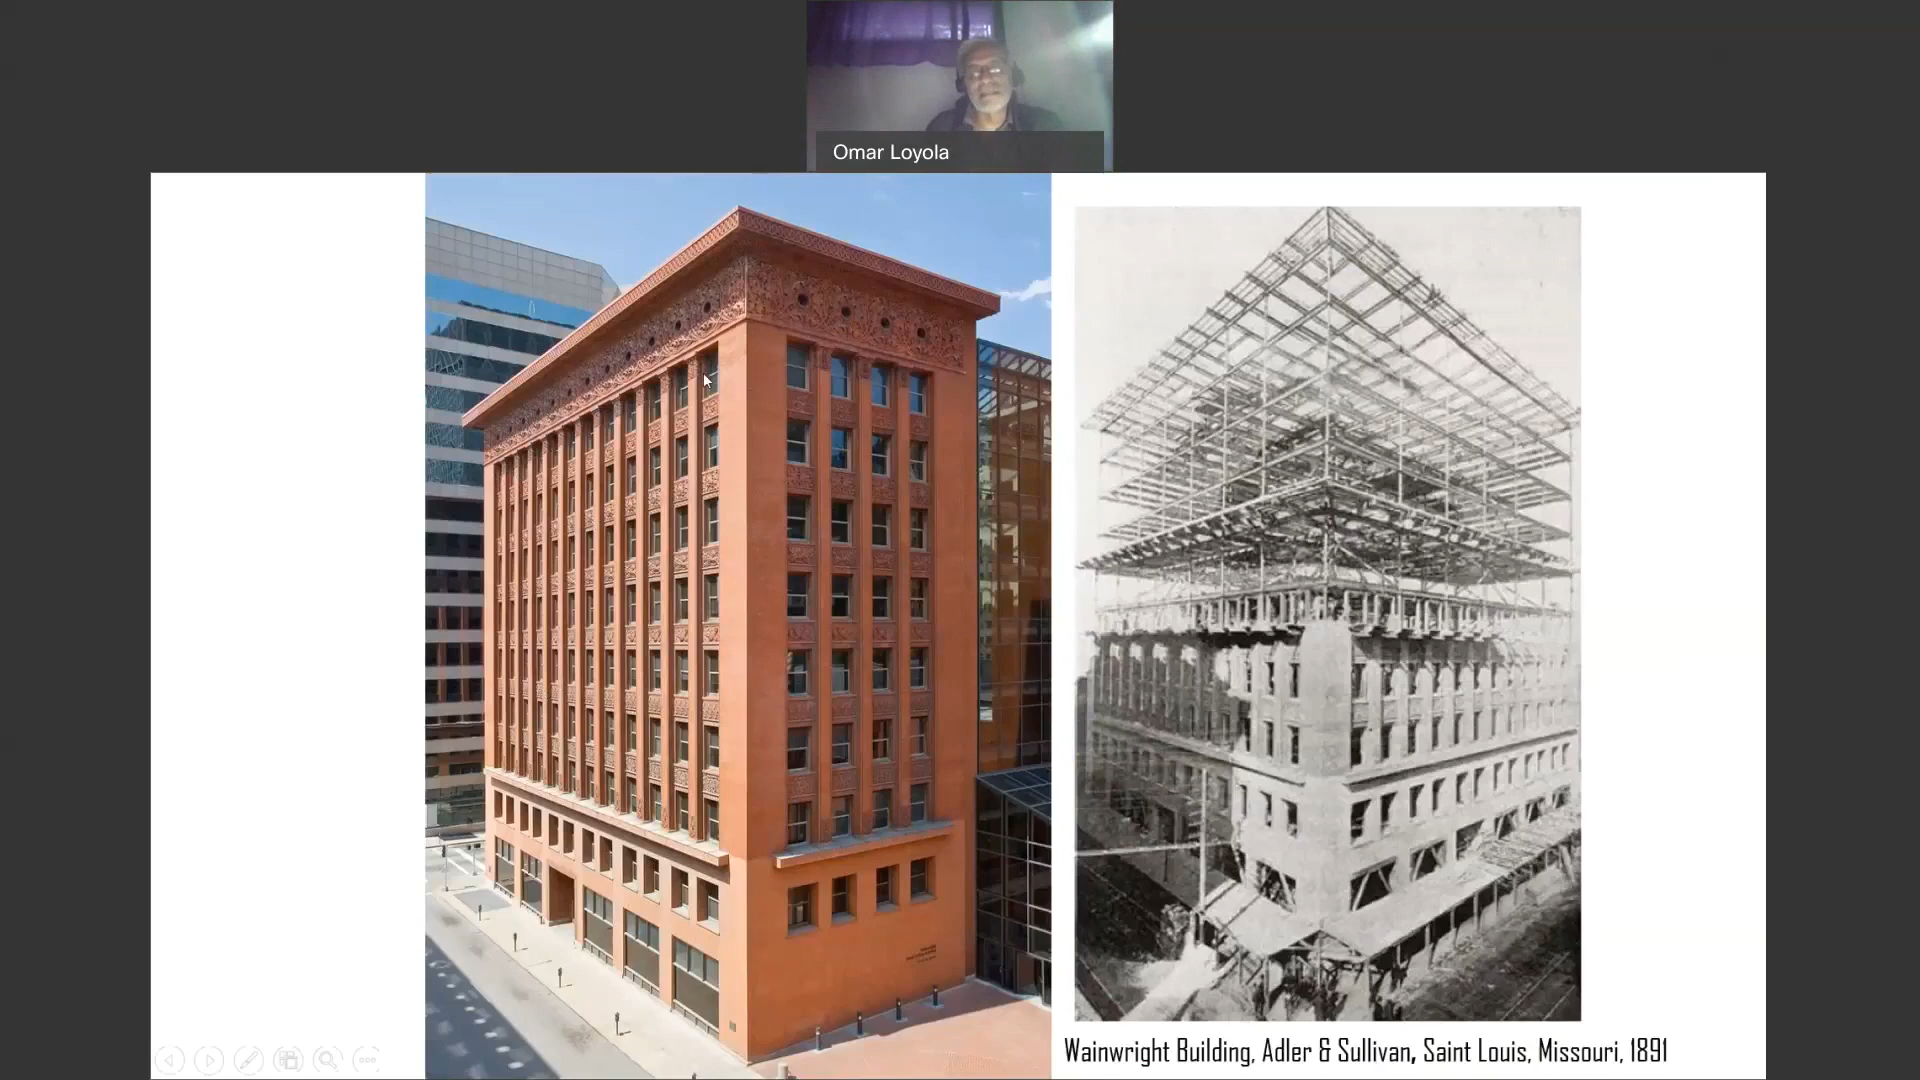 Omar Loyola
Wainwright Building, Adler & Sullivan, Saint Louis, Missouri, 1891